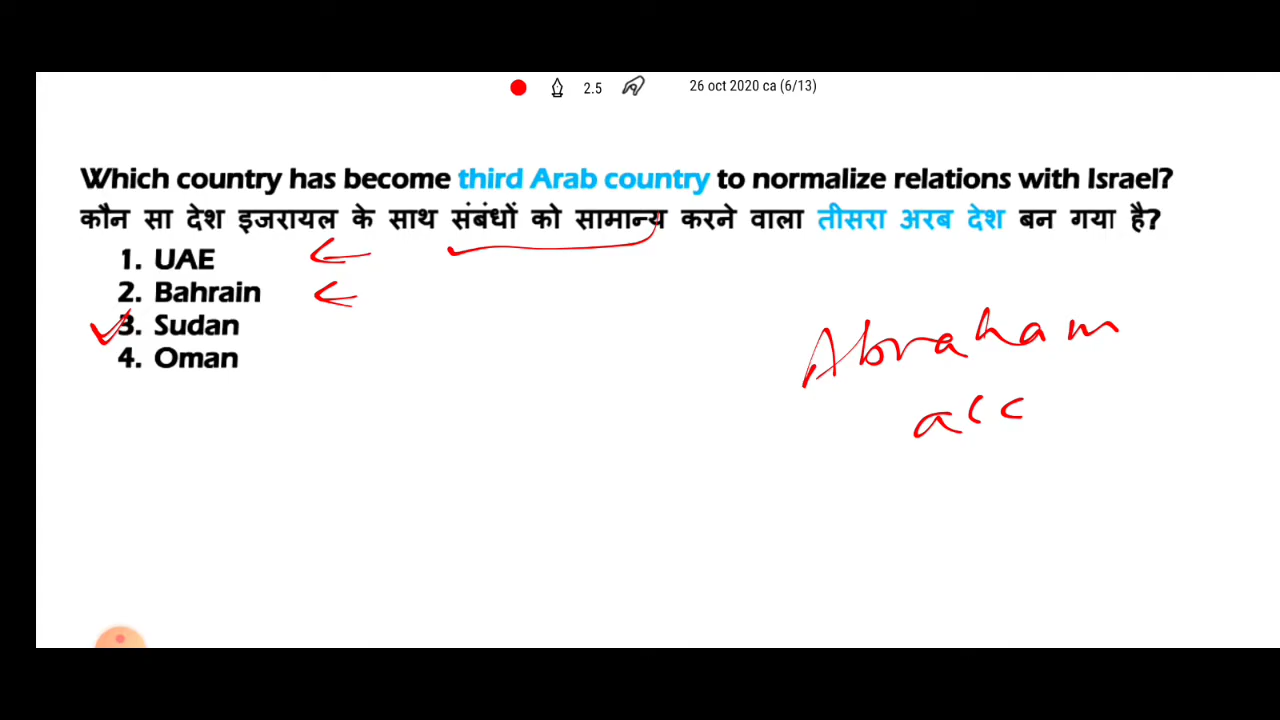 2.5 26 oct 2020 ca (6/13)
Which country has become third Arab country to normalize relations with Israel?
कौन सा देश इजरायल के साथ संबंधों को सामान्य करने वाला तीसरा अरब देश बन गया है?
1. UAE
2. Bahrain
3. Sudan
4. Oman
Abraham
acc